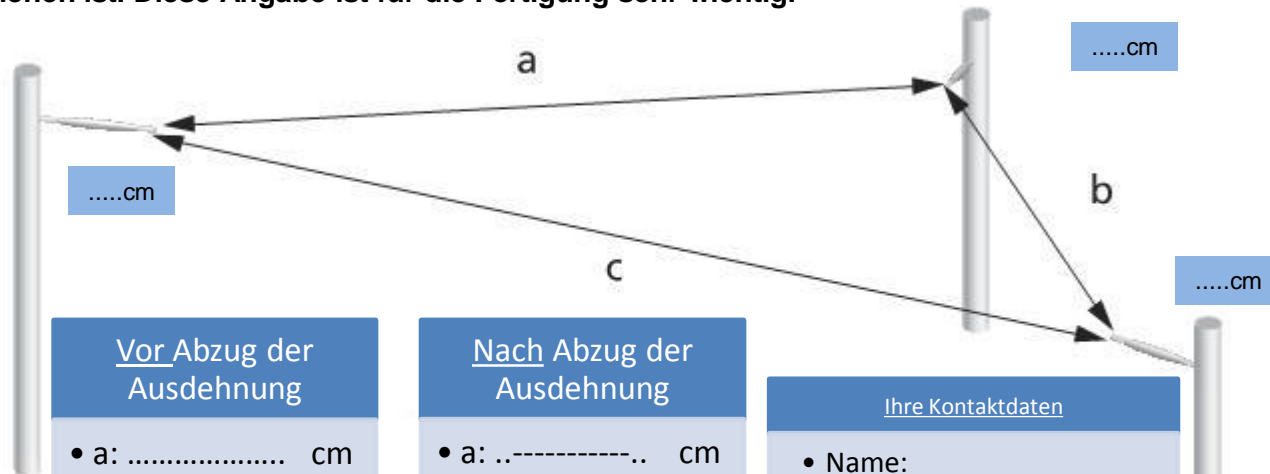 ist. Diese Angabe ist für die Fertigung sehr wichtig.
a
.....cm
.....cm
b
c
.....cm
Vor Abzug der
Ausdehnung
• a: ……………….. cm
Nach Abzug der
Ausdehnung
• a: ..-----------.. cm
Ihre Kontaktdaten
• Name: